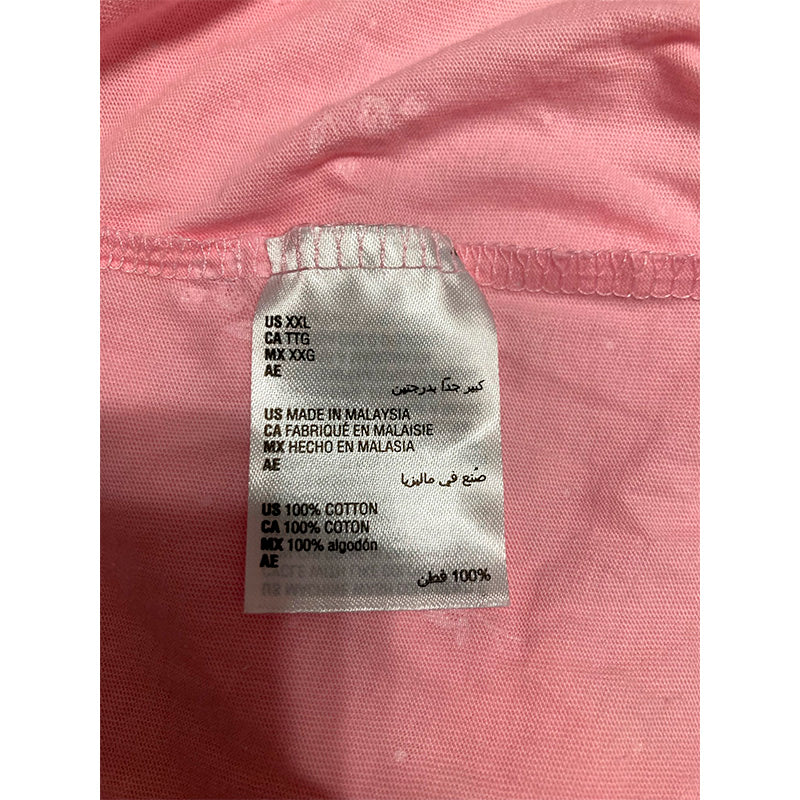 US XXL
CA TTG
MX XXG
AE
كبير جدًا بدرجتين
US MADE IN MALAYSIA
CA FABRIQUÉ EN MALAISIE
MX HECHO EN MALASIA
AE
صُنع في ماليزيا
US 100% COTTON
CA 100% COTON
MX 100% algodón
AE
100% قطن